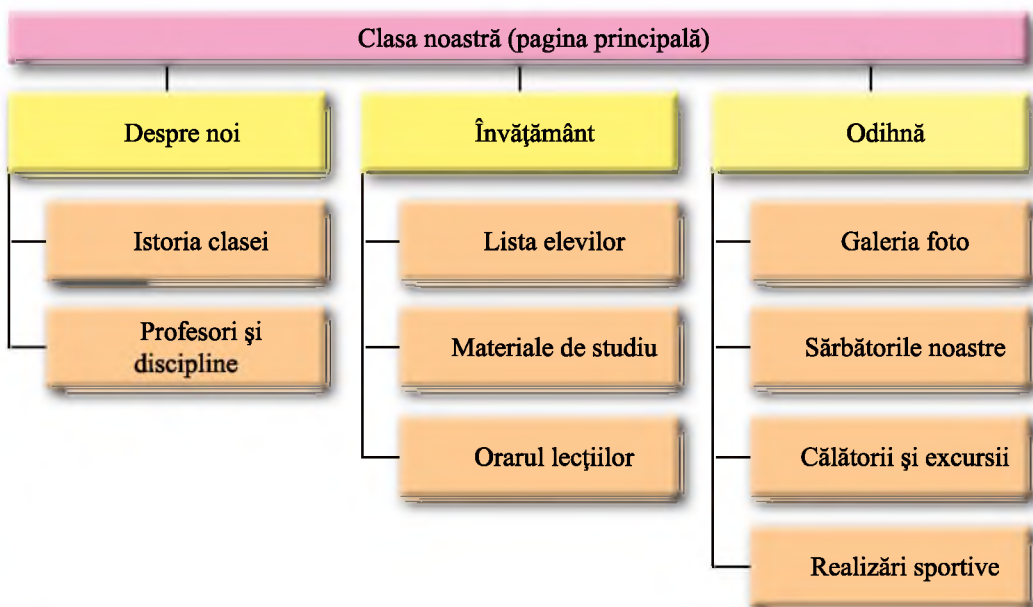 Clasa noastră (pagina principală)
Despre noi
Istoria clasei
Profesori şi
discipline
Învăţământ
Lista elevilor
Materiale de studiu
Orarul lecţiilor
Odihnă
Galeria foto
Sărbătorile noastre
Călătorii şi excursii
Realizări sportive